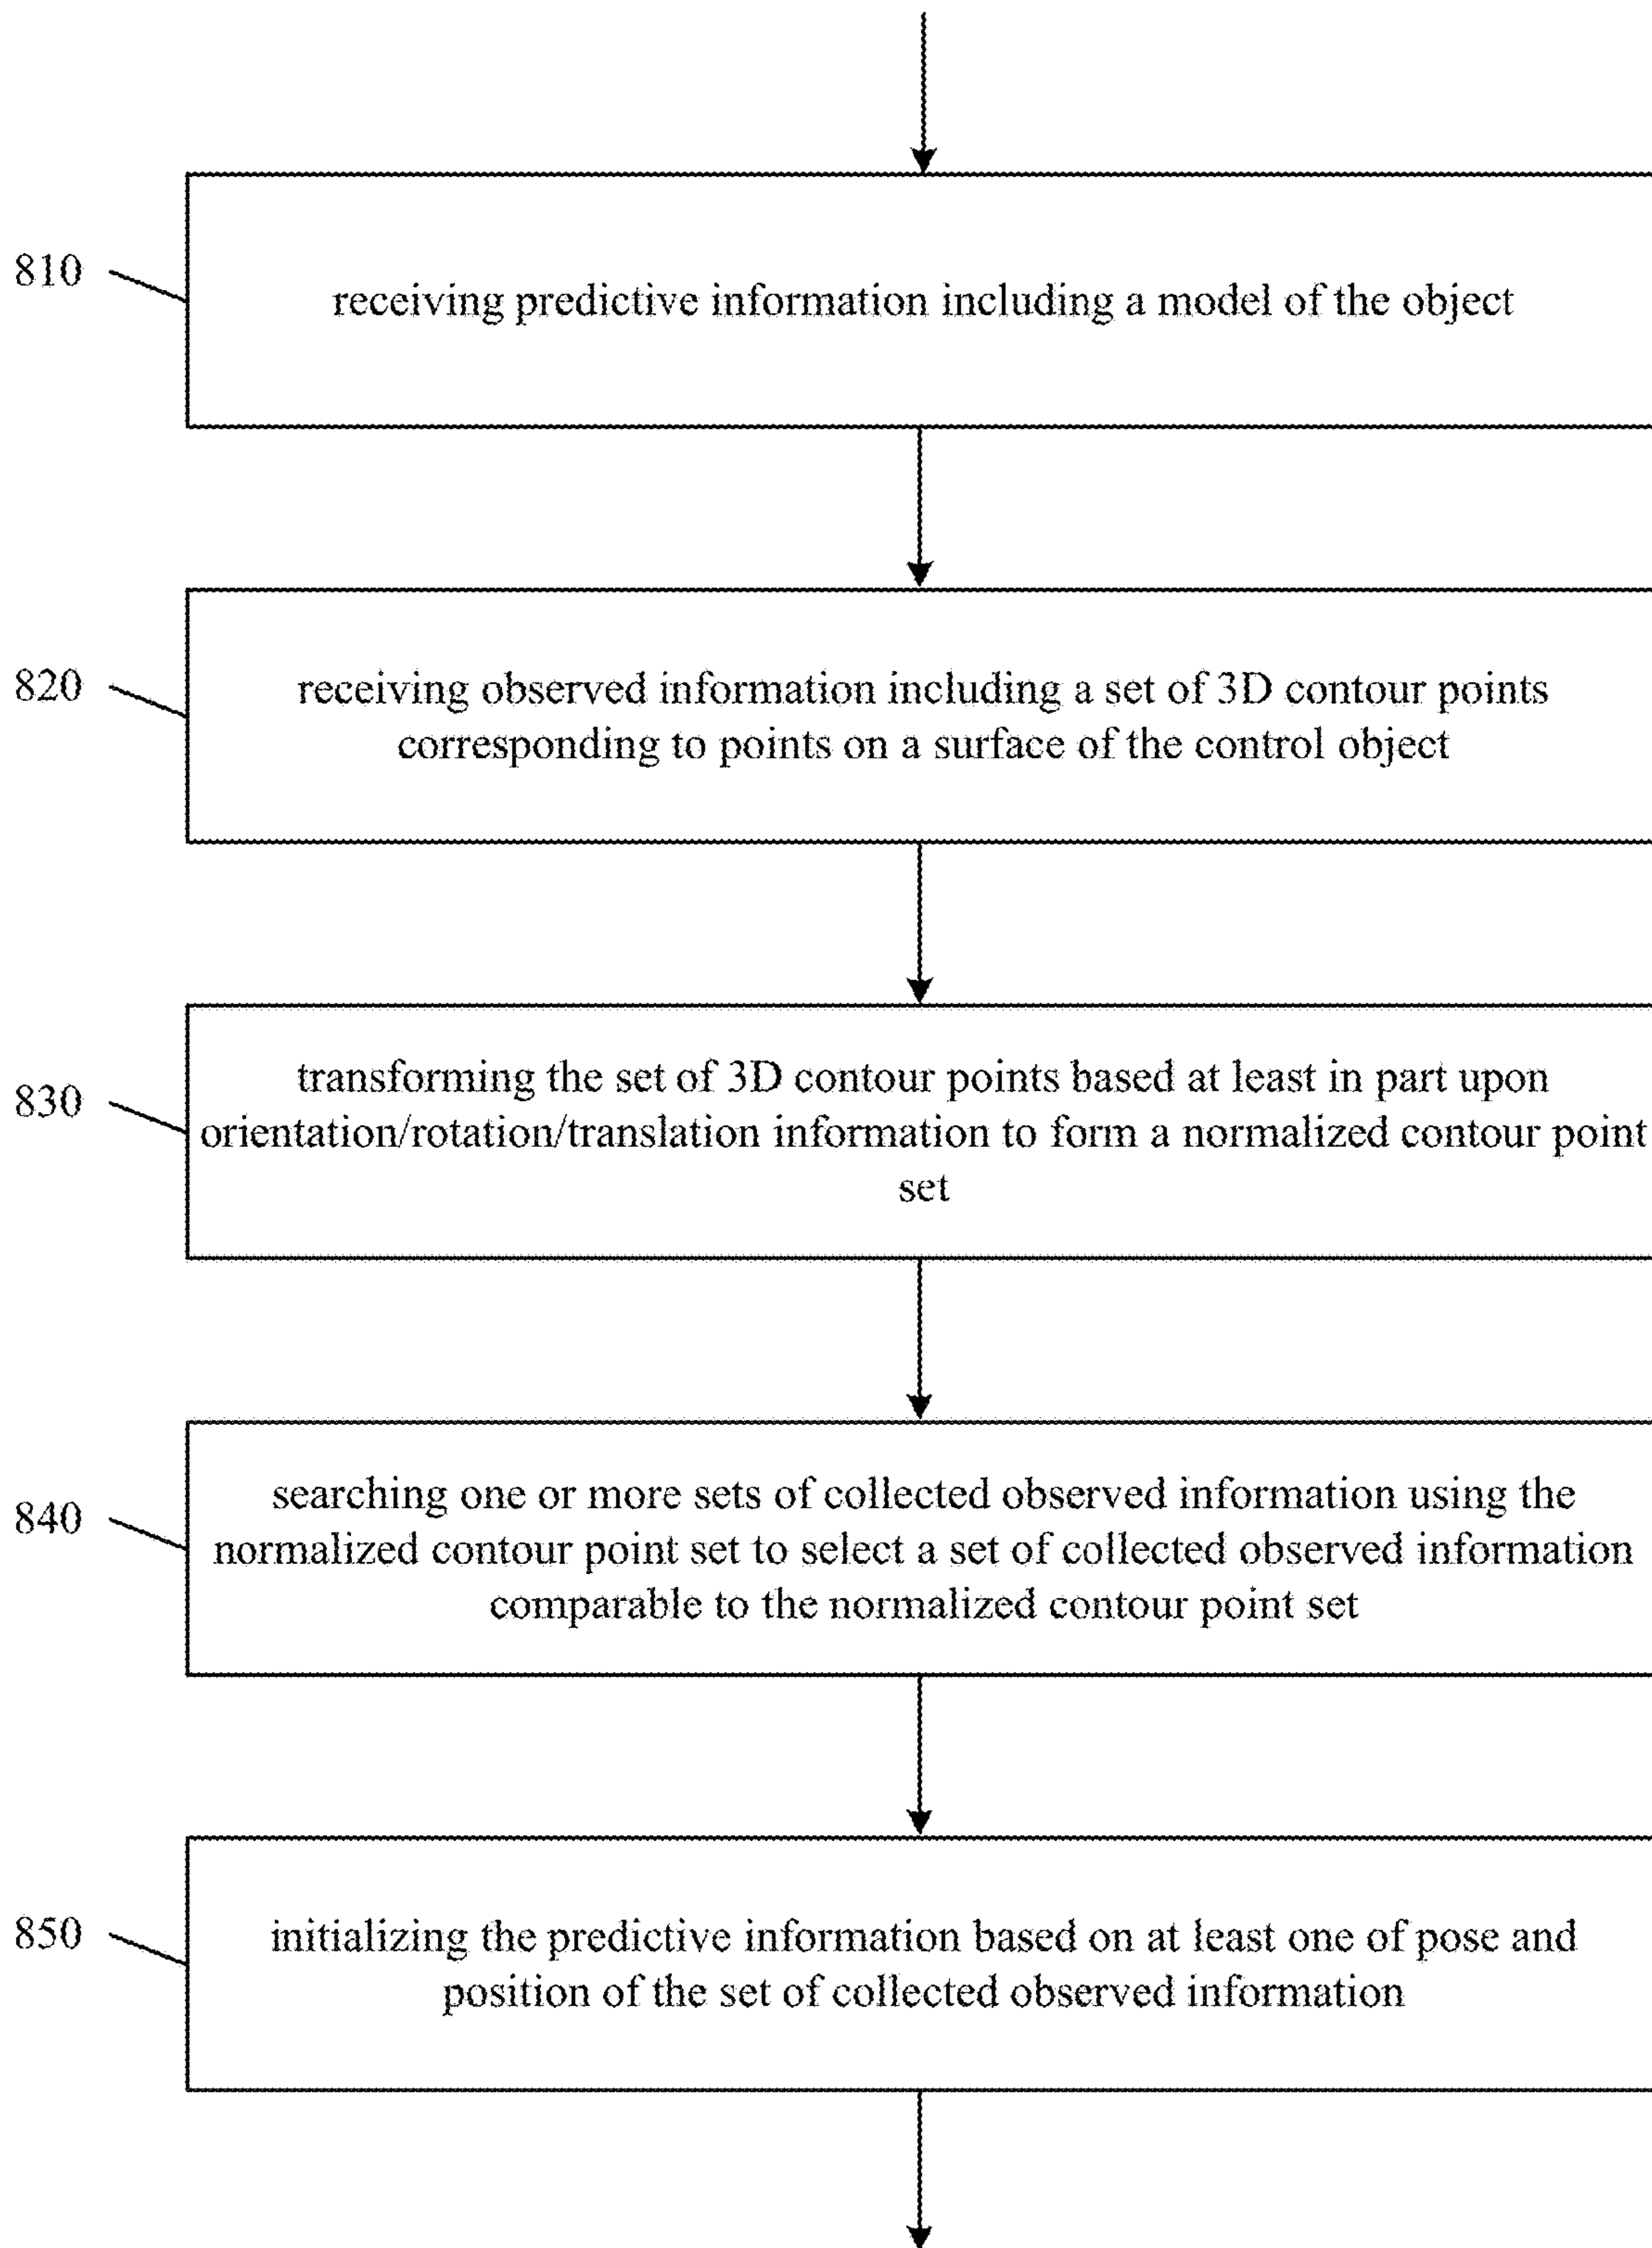 810
receiving predictive information including a model of the object
820
receiving observed information including a set of 3D contour points
corresponding to points on a surface of the control object
830
transforming the set of 3D contour points based at least in part upon
orientation/rotation/translation information to form a normalized contour point
set
840
searching one or more sets of collected observed information using the
normalized contour point set to select a set of collected observed information
comparable to the normalized contour point set
850
initializing the predictive information based on at least one of pose and
position of the set of collected observed information